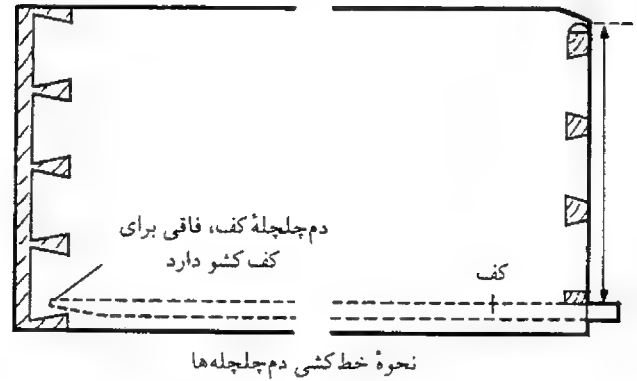 دم‌چلچلهٔ کف، فاقی برای
کف کشو دارد
کف
نحوهٔ خط‌کشی دم‌چلچله‌ها